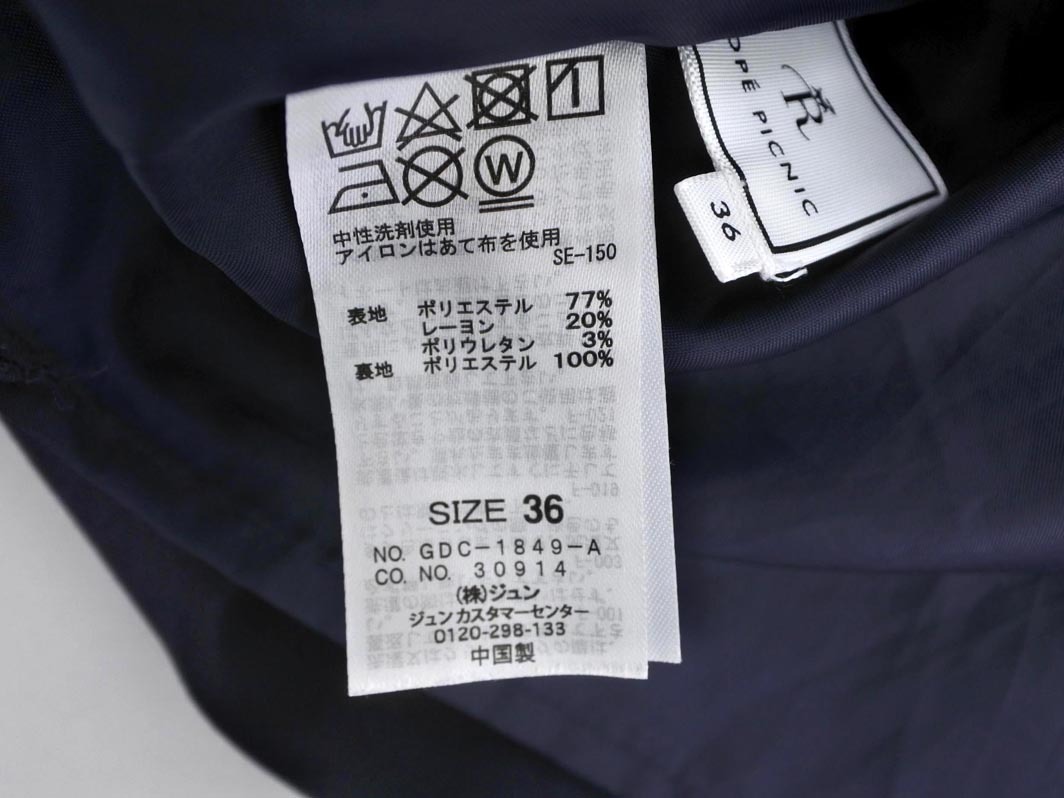 W
中性洗剤使用
アイロンはあて布を使用
SE-150
表地 ポリエステル 77%
レーヨン 20%
ポリウレタン 3%
裏地 ポリエステル 100%
SIZE 36
NO. GDC-1849-A
CO. NO. 30914
(株)ジュン
ジュンカスタマーセンター
0120-298-133
中国製
R
OPÉ PICNIC
36